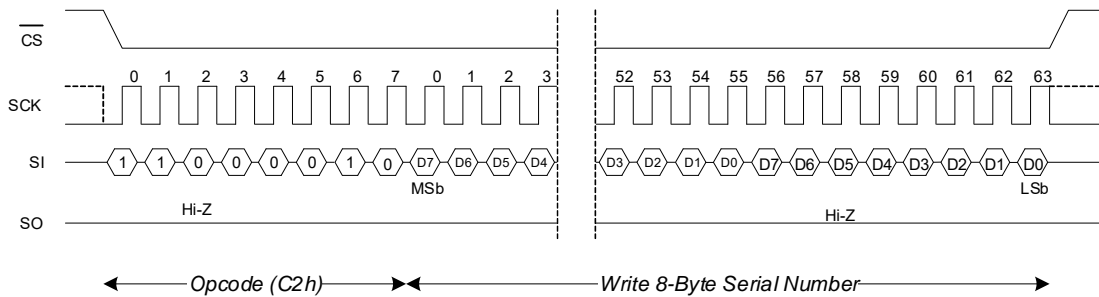 CS
0 1 2 3 4 5 6 7 0 1 2 3 52 53 54 55 56 57 58 59 60 61 62 63
SCK
SI 1 1 0 0 0 0 1 0 D7 D6 D5 D4 D3 D2 D1 D0 D7 D6 D5 D4 D3 D2 D1 D0
MSb LSb
Hi-Z Hi-Z
SO
Opcode (C2h) Write 8-Byte Serial Number